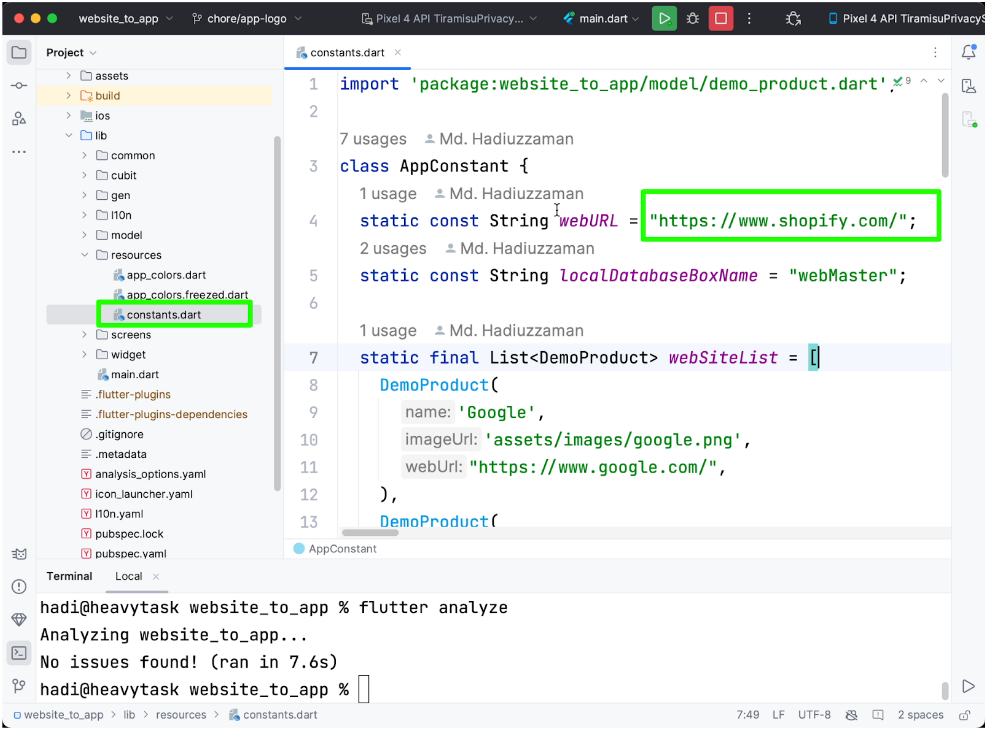 website_to_app
chore/app-logo
Pixel 4 API TiramisuPrivacy...
main.dart
Pixel 4 API TiramisuPrivacyS
Project
constants.dart
assets
build
ios
lib
common
cubit
gen
l10n
model
resources
app_colors.dart
app_colors.freezed.dart
constants.dart
screens
widget
main.dart
.flutter-plugins
.flutter-plugins-dependencies
.gitignore
.metadata
analysis_options.yaml
icon_launcher.yaml
l10n.yaml
pubspec.lock
pubspec.yaml
1 import 'package:website_to_app/model/demo_product.dart'; 9
2
7 usages Md. Hadiuzzaman
3 class AppConstant {
1 usage Md. Hadiuzzaman
4 static const String webURL = "https://www.shopify.com/";
2 usages Md. Hadiuzzaman
5 static const String localDatabaseBoxName = "webMaster";
6
1 usage Md. Hadiuzzaman
7 static final List<DemoProduct> webSiteList = [
8 DemoProduct(
9 name: 'Google',
10 imageUrl: 'assets/images/google.png',
11 webUrl: "https://www.google.com/",
12 ),
13 DemoProduct(
AppConstant
Terminal Local
hadi@heavytask website_to_app % flutter analyze
Analyzing website_to_app...
No issues found! (ran in 7.6s)
hadi@heavytask website_to_app %
website_to_app > lib > resources > constants.dart
7:49 LF UTF-8 2 spaces